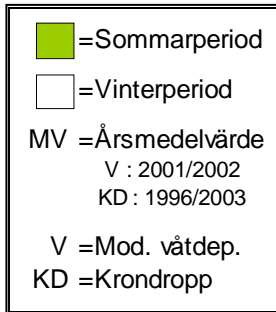 =Sommarperiod
=Vinterperiod
MV =Årsmedelvärde
V : 2001/2002
KD : 1996/2003
V =Mod. våtdep.
KD =Krondropp